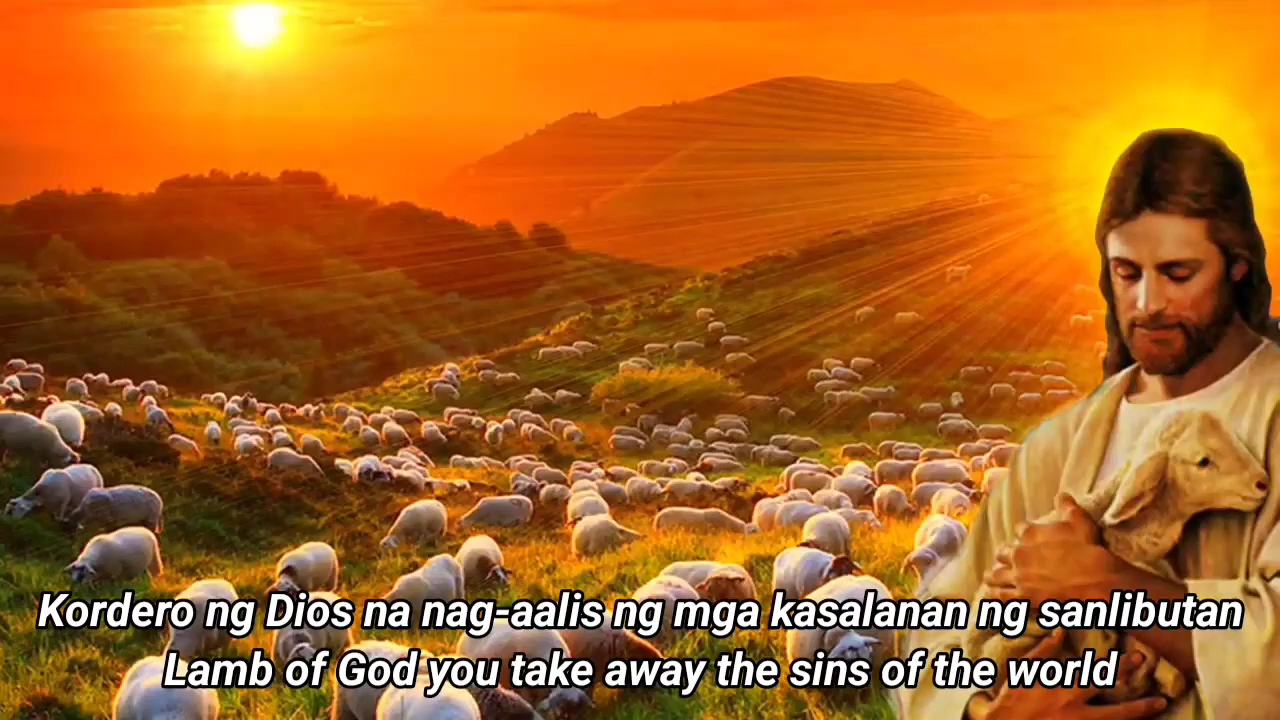 Kordero ng Dios na nag-aalis ng mga kasalanan ng sanlibutan
Lamb of God you take away the sins of the world